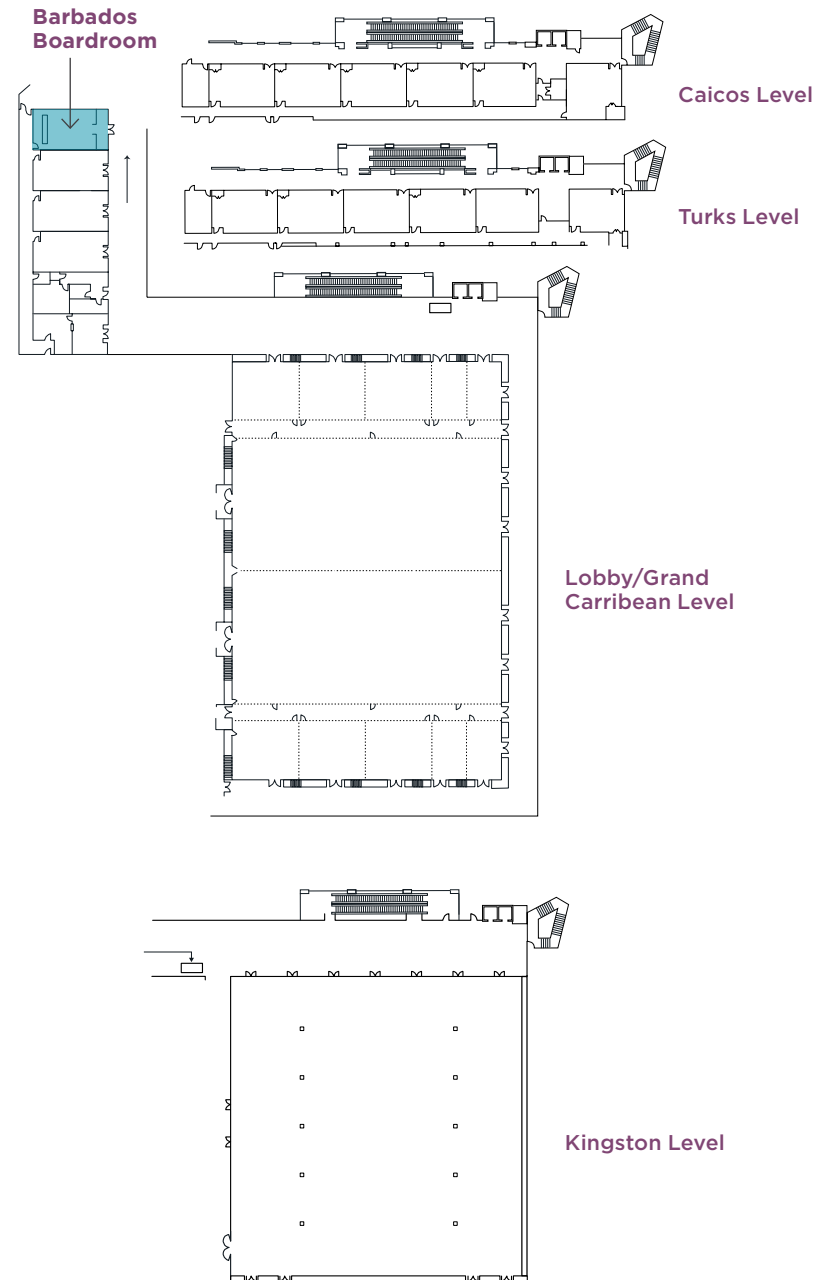 Barbados
Boardroom
Caicos Level
Turks Level
Lobby/Grand
Carribean Level
Kingston Level